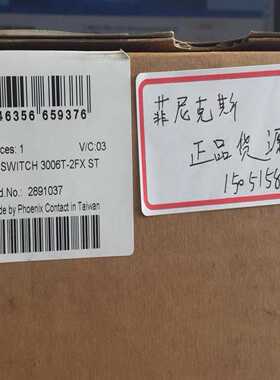 46356 659376
ces: 1 V/C:03
SWITCH 3006T-2FX ST
d.No.: 2891037
de by Phoenix Contact in Taiwan
菲尼克斯
正品货源
1505158